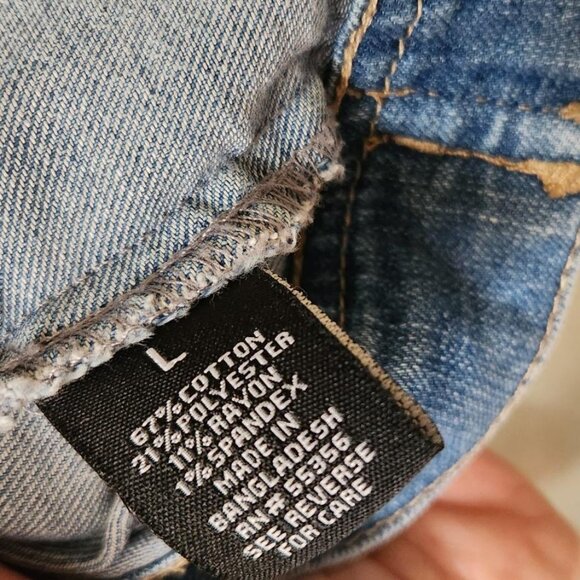 L
67% COTTON
21% POLYESTER
11% RAYON
1% SPANDEX
MADE IN
BANGLADESH
RN# 55356
SEE REVERSE
FOR CARE